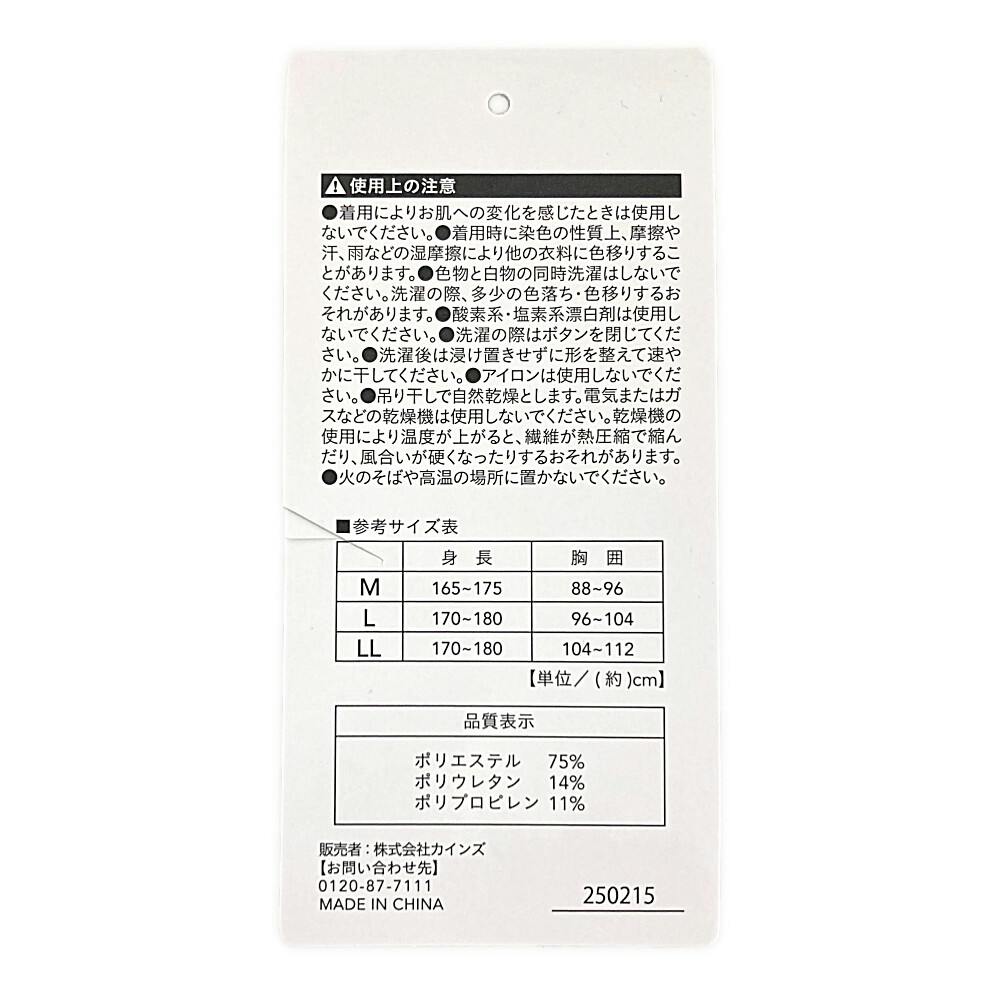 ⚠使用上の注意
●着用によりお肌への変化を感じたときは使用し
ないでください。●着用時に染色の性質上、摩擦や
汗、雨などの湿摩擦により他の衣料に色移りするこ
とがあります。●色物と白物の同時洗濯はしないで
ください。洗濯の際、多少の色落ち・色移りするお
それがあります。●酸素系・塩素系漂白剤は使用し
ないでください。●洗濯の際はボタンを閉じてくだ
さい。●洗濯後は浸け置きせずに形を整えて速や
かに干してください。●アイロンは使用しないでくだ
さい。●吊り干しで自然乾燥とします。電気またはガ
スなどの乾燥機は使用しないでください。乾燥機の
使用により温度が上がると、繊維が熱圧縮で縮ん
だり、風合いが硬くなったりするおそれがあります。
●火のそばや高温の場所に置かないでください。
■参考サイズ表
身 長 胸 囲
M 165~175 88~96
L 170~180 96~104
LL 170~180 104~112
【単位／(約)cm】
品質表示
ポリエステル 75%
ポリウレタン 14%
ポリプロピレン 11%
販売者：株式会社カインズ
【お問い合わせ先】
0120-87-7111
MADE IN CHINA
250215